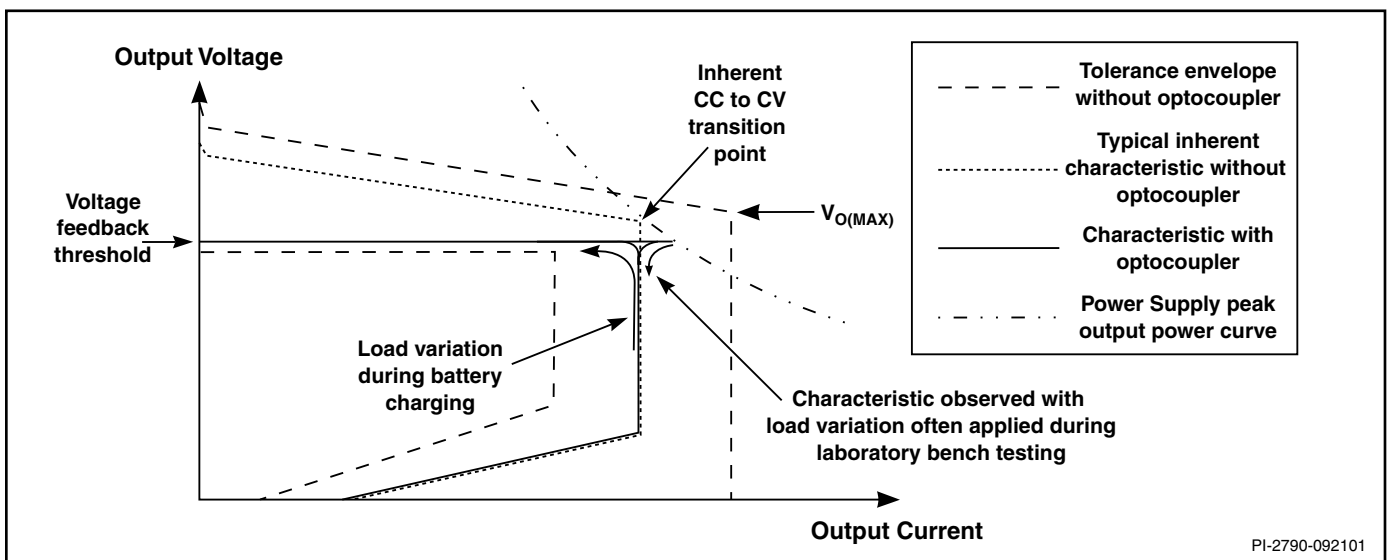 Output Voltage
Inherent
CC to CV
transition
point
Tolerance envelope
without optocoupler
Typical inherent
characteristic without
optocoupler
Characteristic with
optocoupler
Power Supply peak
output power curve
Voltage
feedback
threshold
VO(MAX)
Load variation
during battery
charging
Characteristic observed with
load variation often applied during
laboratory bench testing
Output Current
PI-2790-092101